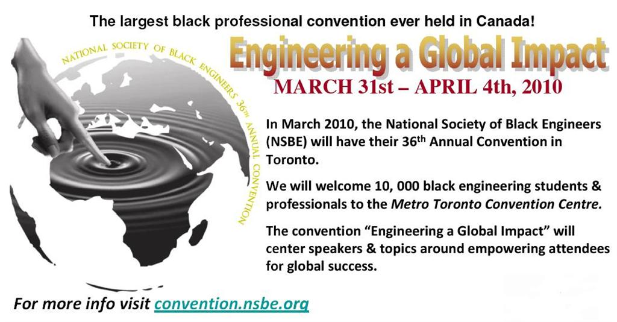 The largest black professional convention ever held in Canada!
NATIONAL SOCIETY OF BLACK ENGINEERS 36TH ANNUAL CONVENTION
Engineering a Global Impact
MARCH 31st – APRIL 4th, 2010
In March 2010, the National Society of Black Engineers
(NSBE) will have their 36th Annual Convention in
Toronto.
We will welcome 10, 000 black engineering students &
professionals to the Metro Toronto Convention Centre.
The convention “Engineering a Global Impact” will
center speakers & topics around empowering attendees
for global success.
For more info visit convention.nsbe.org